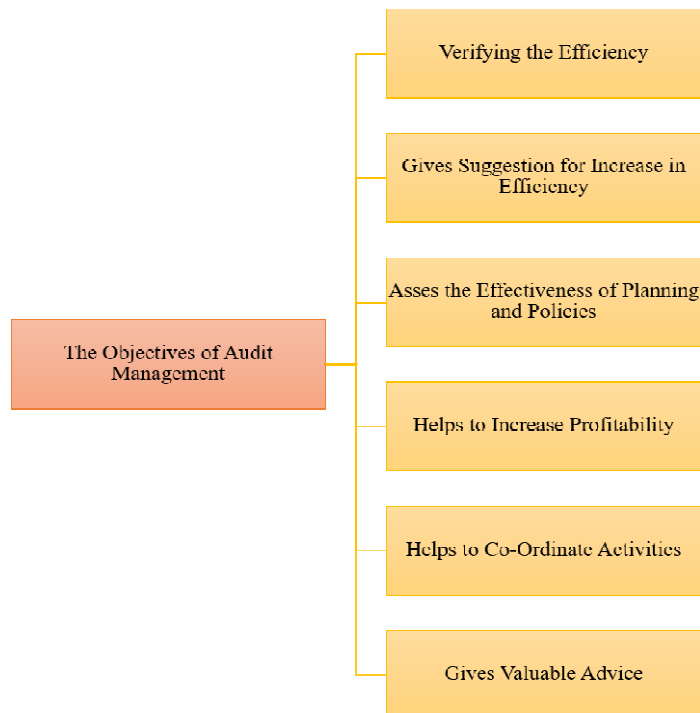 Verifying the Efficiency
Gives Suggestion for Increase in
Efficiency
Asses the Effectiveness of Planning
and Policies
The Objectives of Audit
Management
Helps to Increase Profitability
Helps to Co-Ordinate Activities
Gives Valuable Advice